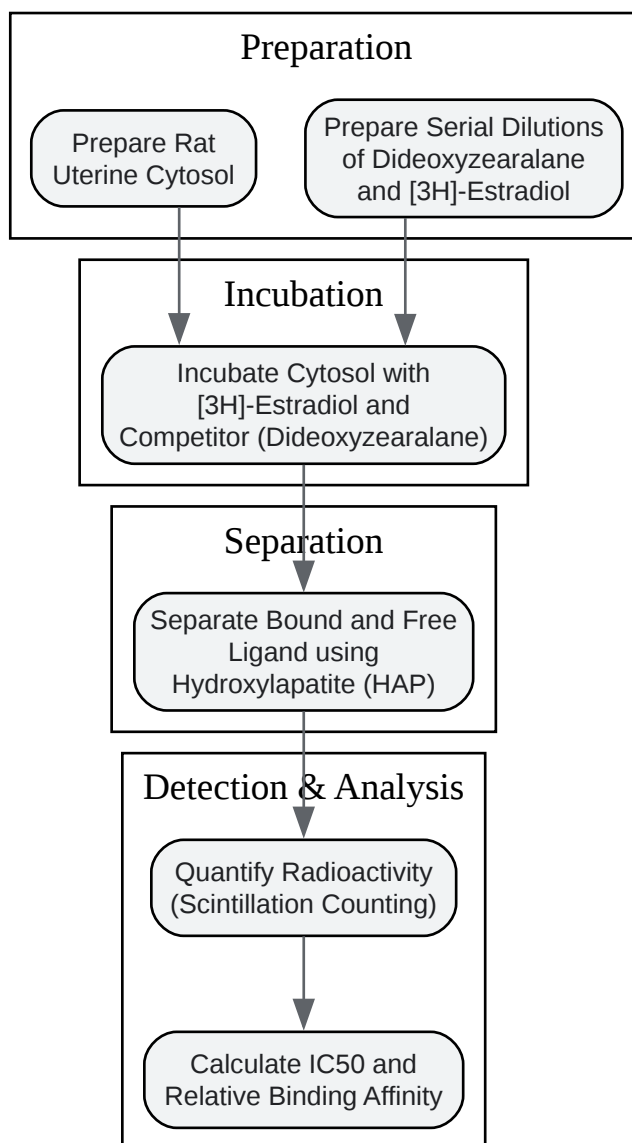 Preparation
Prepare Rat
Uterine Cytosol
Prepare Serial Dilutions
of Dideoxyzearalane
and [3H]-Estradiol
Incubation
Incubate Cytosol with
[3H]-Estradiol and
Competitor (Dideoxyzearalane)
Separation
Separate Bound and Free
Ligand using
Hydroxylapatite (HAP)
Detection & Analysis
Quantify Radioactivity
(Scintillation Counting)
Calculate IC50 and
Relative Binding Affinity